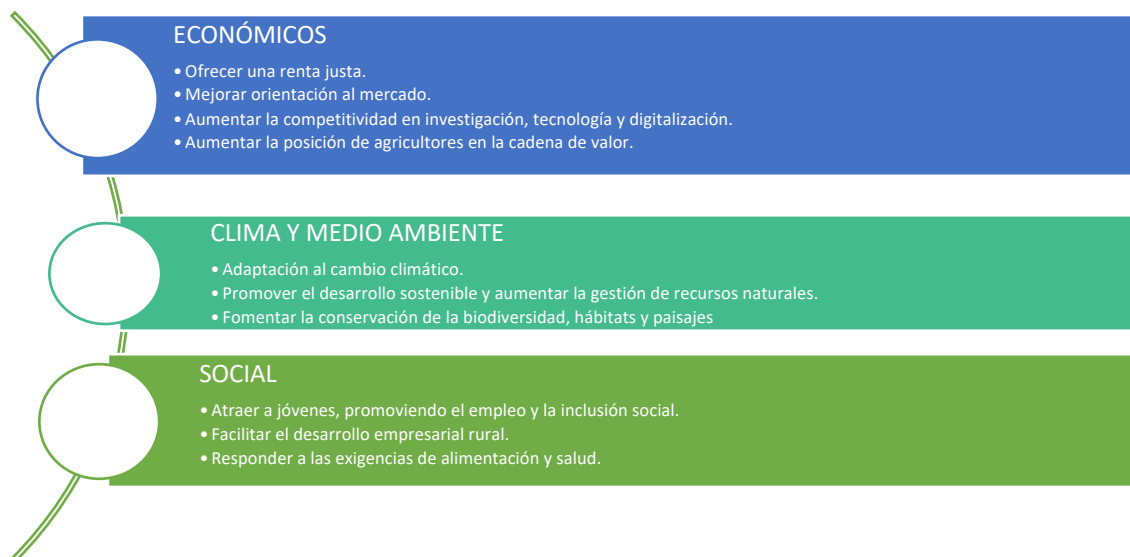 ECONÓMICOS
• Ofrecer una renta justa.
• Mejorar orientación al mercado.
• Aumentar la competitividad en investigación, tecnología y digitalización.
• Aumentar la posición de agricultores en la cadena de valor.
CLIMA Y MEDIO AMBIENTE
• Adaptación al cambio climático.
• Promover el desarrollo sostenible y aumentar la gestión de recursos naturales.
• Fomentar la conservación de la biodiversidad, hábitats y paisajes
SOCIAL
• Atraer a jóvenes, promoviendo el empleo y la inclusión social.
• Facilitar el desarrollo empresarial rural.
• Responder a las exigencias de alimentación y salud.